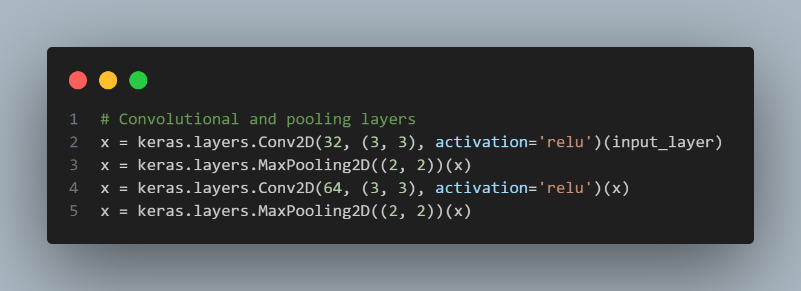 1 # Convolutional and pooling layers
2 x = keras.layers.Conv2D(32, (3, 3), activation='relu')(input_layer)
3 x = keras.layers.MaxPooling2D((2, 2))(x)
4 x = keras.layers.Conv2D(64, (3, 3), activation='relu')(x)
5 x = keras.layers.MaxPooling2D((2, 2))(x)